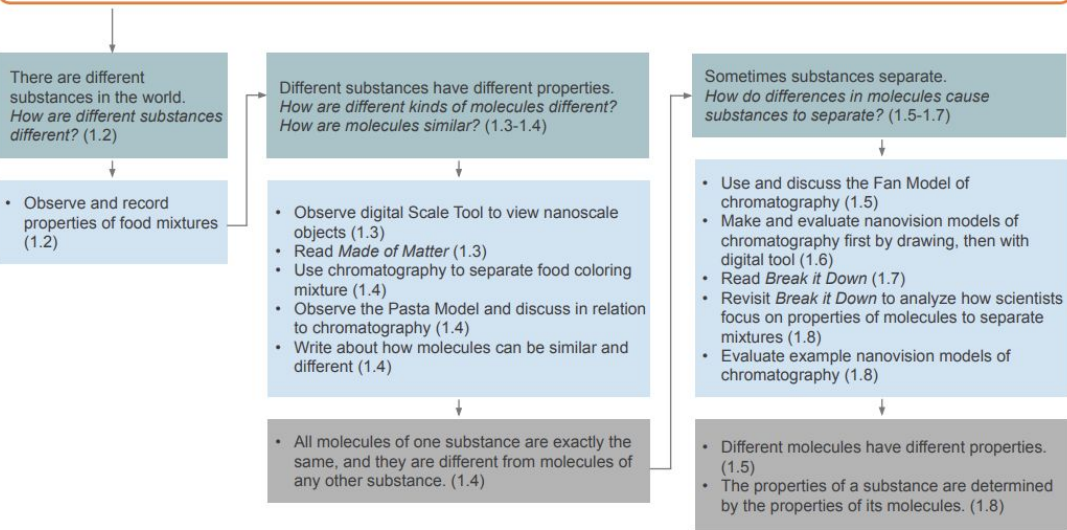 There are different
substances in the world.
How are different substances
different? (1.2)
• Observe and record
properties of food mixtures
(1.2)
Different substances have different properties.
How are different kinds of molecules different?
How are molecules similar? (1.3-1.4)
• Observe digital Scale Tool to view nanoscale
objects (1.3)
• Read Made of Matter (1.3)
• Use chromatography to separate food coloring
mixture (1.4)
• Observe the Pasta Model and discuss in relation
to chromatography (1.4)
• Write about how molecules can be similar and
different (1.4)
• All molecules of one substance are exactly the
same, and they are different from molecules of
any other substance. (1.4)
Sometimes substances separate.
How do differences in molecules cause
substances to separate? (1.5-1.7)
• Use and discuss the Fan Model of
chromatography (1.5)
• Make and evaluate nanovision models of
chromatography first by drawing, then with
digital tool (1.6)
• Read Break it Down (1.7)
• Revisit Break it Down to analyze how scientists
focus on properties of molecules to separate
mixtures (1.8)
• Evaluate example nanovision models of
chromatography (1.8)
• Different molecules have different properties.
(1.5)
• The properties of a substance are determined
by the properties of its molecules. (1.8)